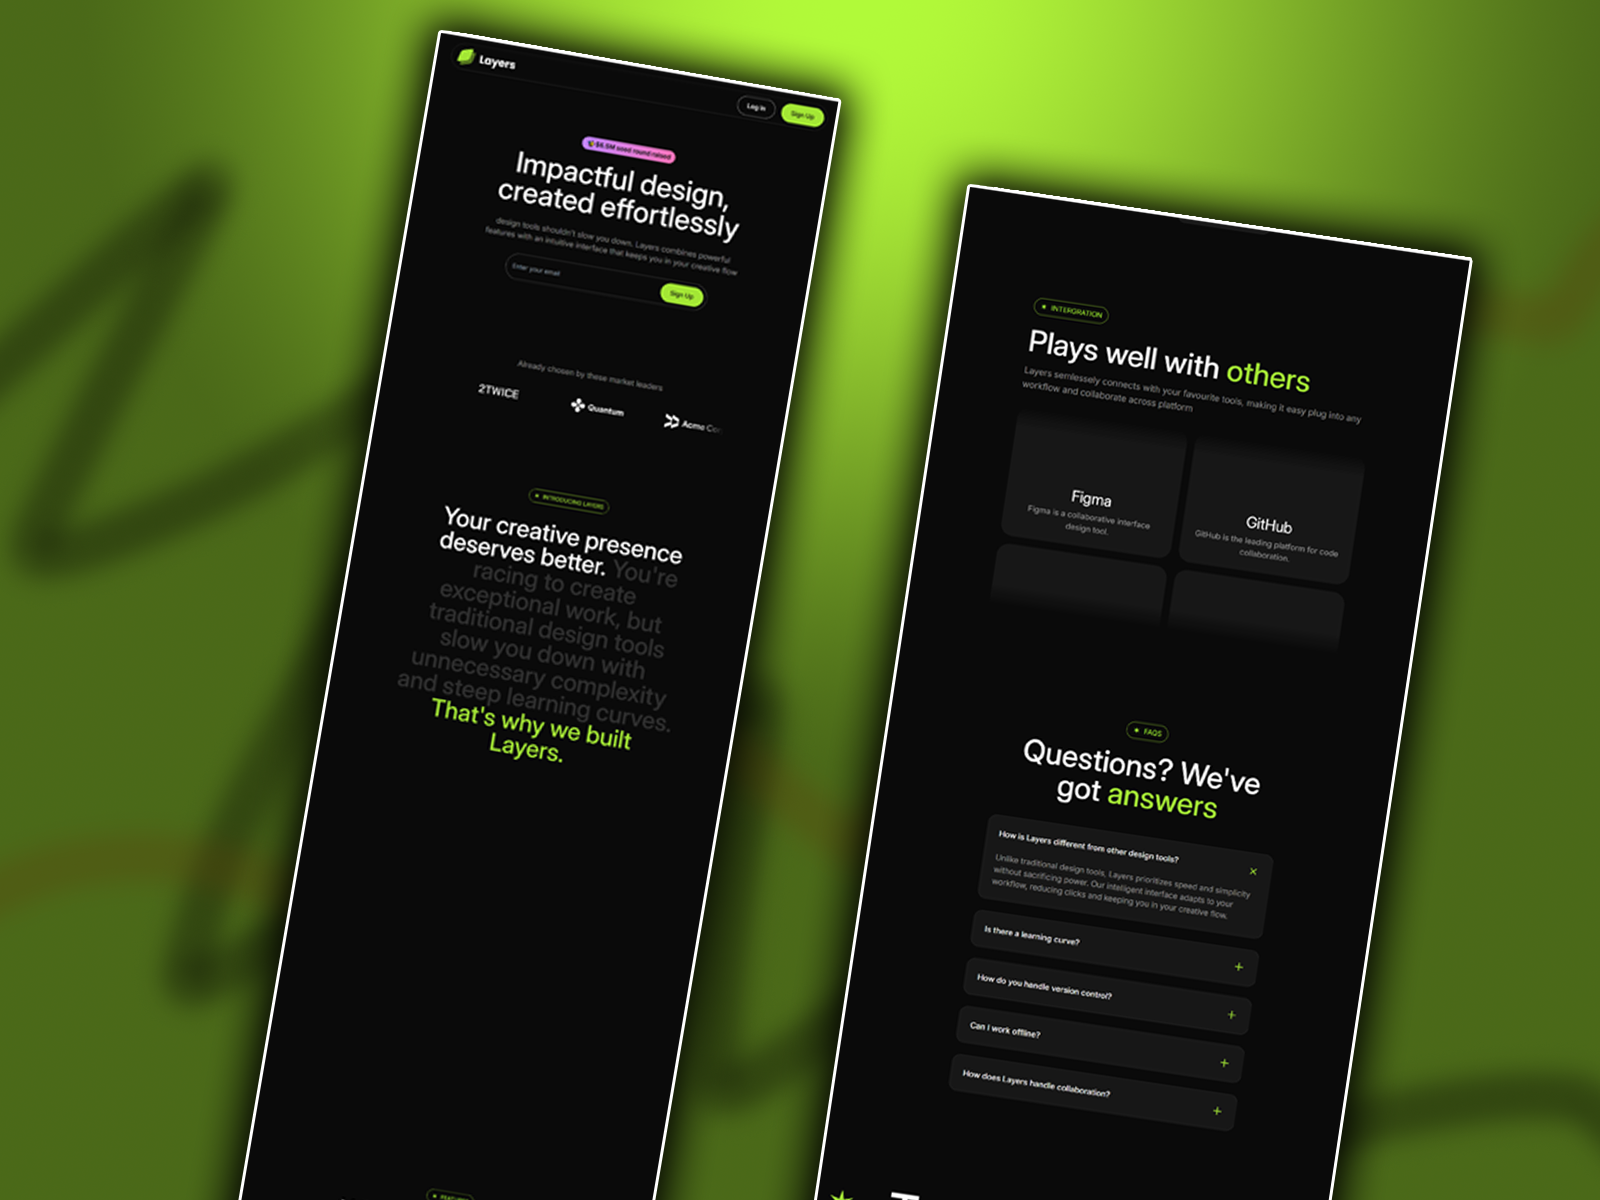 Layers
Log In
Sign Up
$6.5M seed round raised
Impactful design,
created effortlessly
design tools shouldn't slow you down. Layers combines powerful
features with an intuitive interface that keeps you in your creative flow
Enter your email
Sign Up
Already chosen by these market leaders
2TWICE
Quantum
Acme Co
INTRODUCING LAYERS
Your creative presence
deserves better. You're
racing to create
exceptional work, but
traditional design tools
slow you down with
unnecessary complexity
and steep learning curves.
That's why we built
Layers.
INTERGRATION
Plays well with others
Layers semlessely connects with your favourite tools, making it easy plug into any
workflow and collaborate across platform
Figma
Figma is a collaborative interface
design tool.
GitHub
GitHub is the leading platform for code
collaboration.
FAQS
Questions? We've
got answers
How is Layers different from other design tools?
Unlike traditional design tools, Layers prioritizes speed and simplicity
without sacrificing power. Our intelligent interface adapts to your
workflow, reducing clicks and keeping you in your creative flow.
Is there a learning curve?
How do you handle version control?
Can I work offline?
How does Layers handle collaboration?